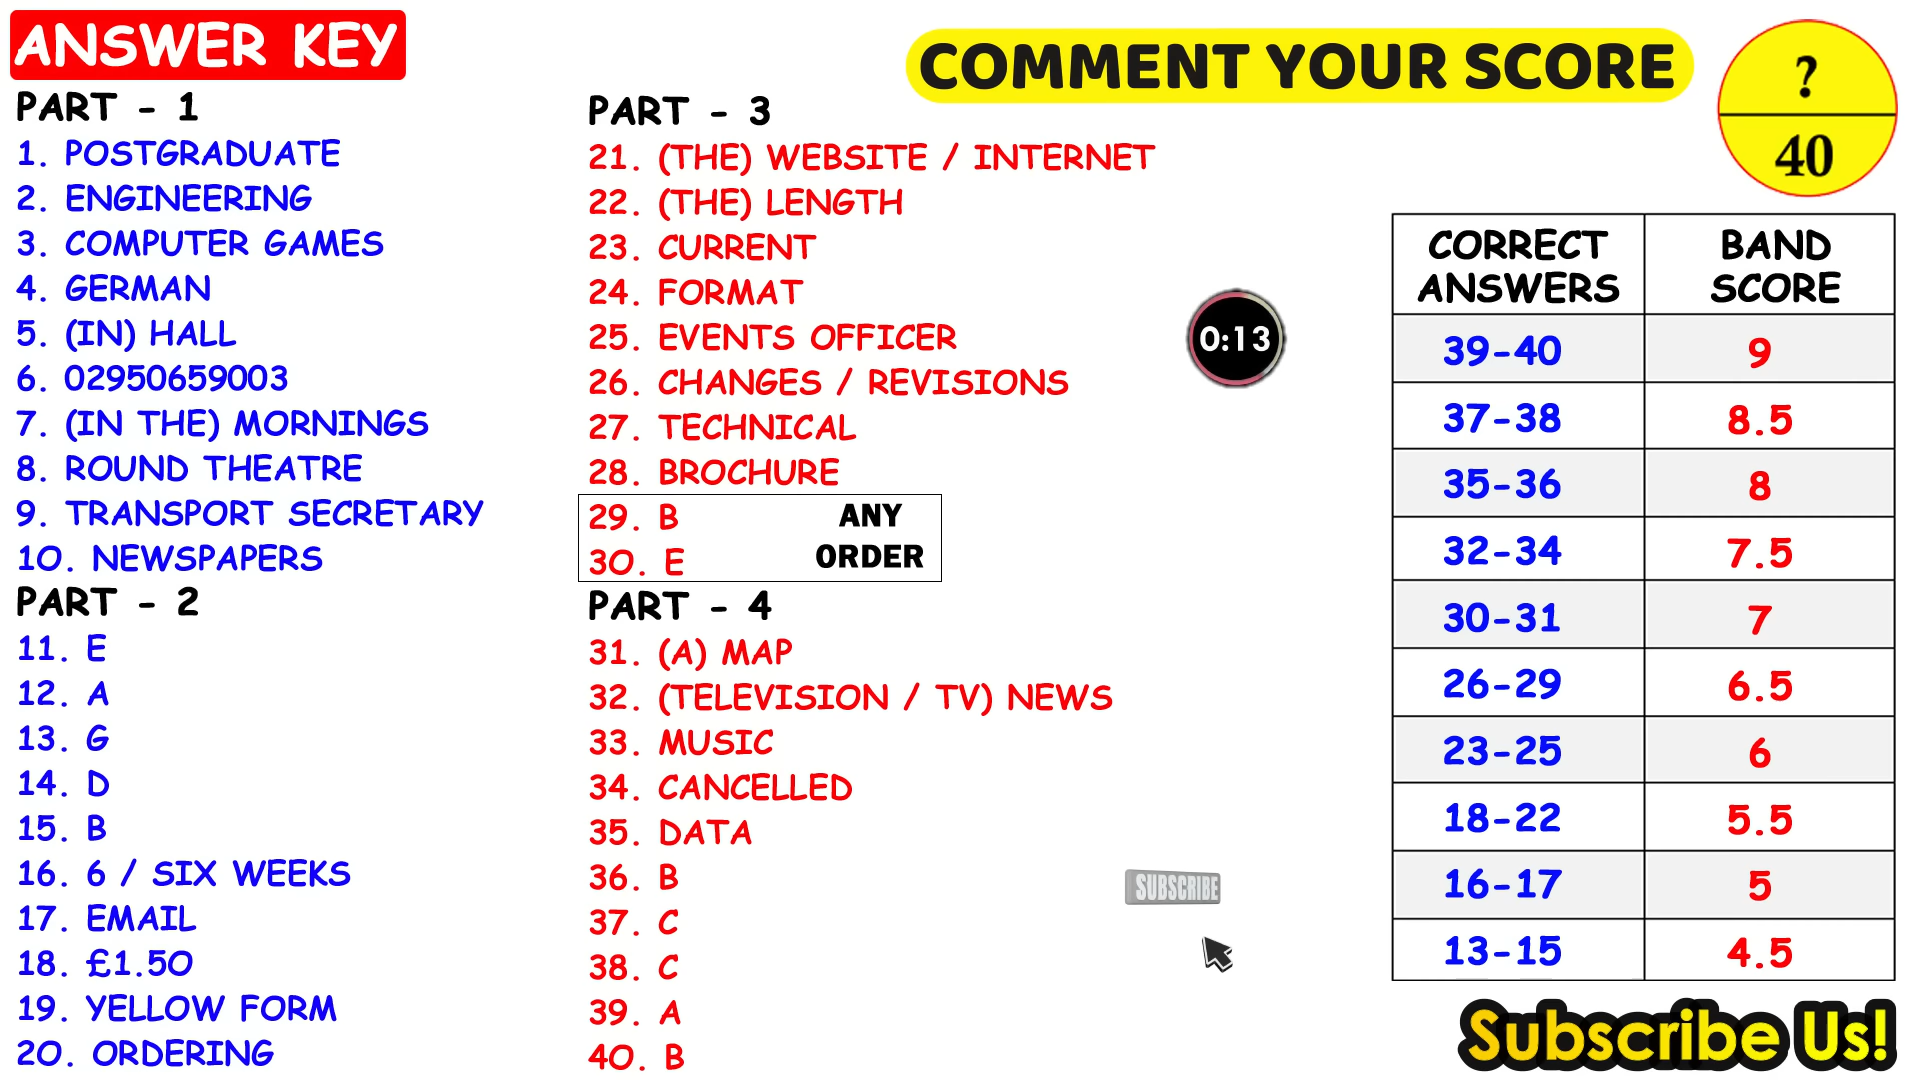 ANSWER KEY
PART - 1
1. POSTGRADUATE
2. ENGINEERING
3. COMPUTER GAMES
4. GERMAN
5. (IN) HALL
6. 02950659003
7. (IN THE) MORNINGS
8. ROUND THEATRE
9. TRANSPORT SECRETARY
10. NEWSPAPERS
PART - 2
11. E
12. A
13. G
14. D
15. B
16. 6 / SIX WEEKS
17. EMAIL
18. £1.50
19. YELLOW FORM
20. ORDERING
PART - 3
21. (THE) WEBSITE / INTERNET
22. (THE) LENGTH
23. CURRENT
24. FORMAT
25. EVENTS OFFICER
26. CHANGES / REVISIONS
27. TECHNICAL
28. BROCHURE
29. B
30. E
ANY
ORDER
PART - 4
31. (A) MAP
32. (TELEVISION / TV) NEWS
33. MUSIC
34. CANCELLED
35. DATA
36. B
37. C
38. C
39. A
40. B
COMMENT YOUR SCORE
?
40
0:13
SUBSCRIBE
CORRECT ANSWERS BAND SCORE
39-40 9
37-38 8.5
35-36 8
32-34 7.5
30-31 7
26-29 6.5
23-25 6
18-22 5.5
16-17 5
13-15 4.5
Subscribe Us!